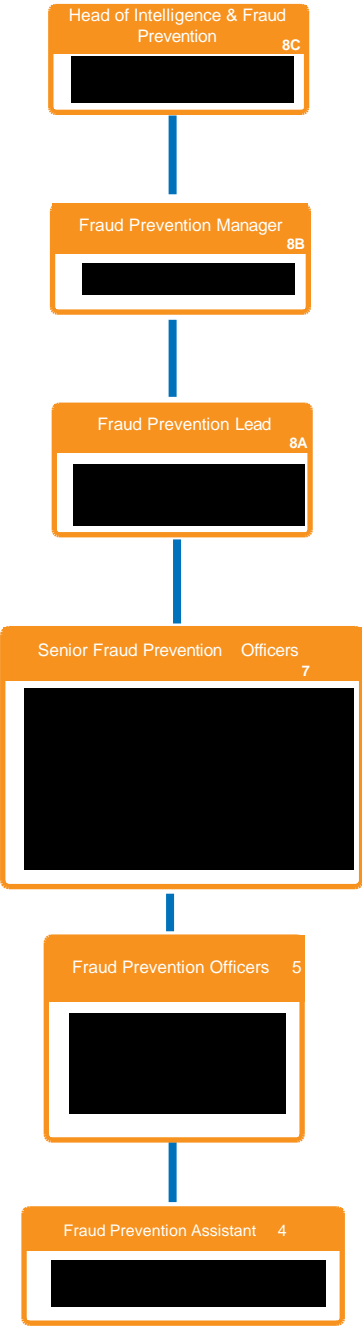 Head of Intelligence & Fraud
Prevention
8C
Fraud Prevention Manager
8B
Fraud Prevention Lead
8A
Senior Fraud Prevention Officers
7
Fraud Prevention Officers 5
Fraud Prevention Assistant 4